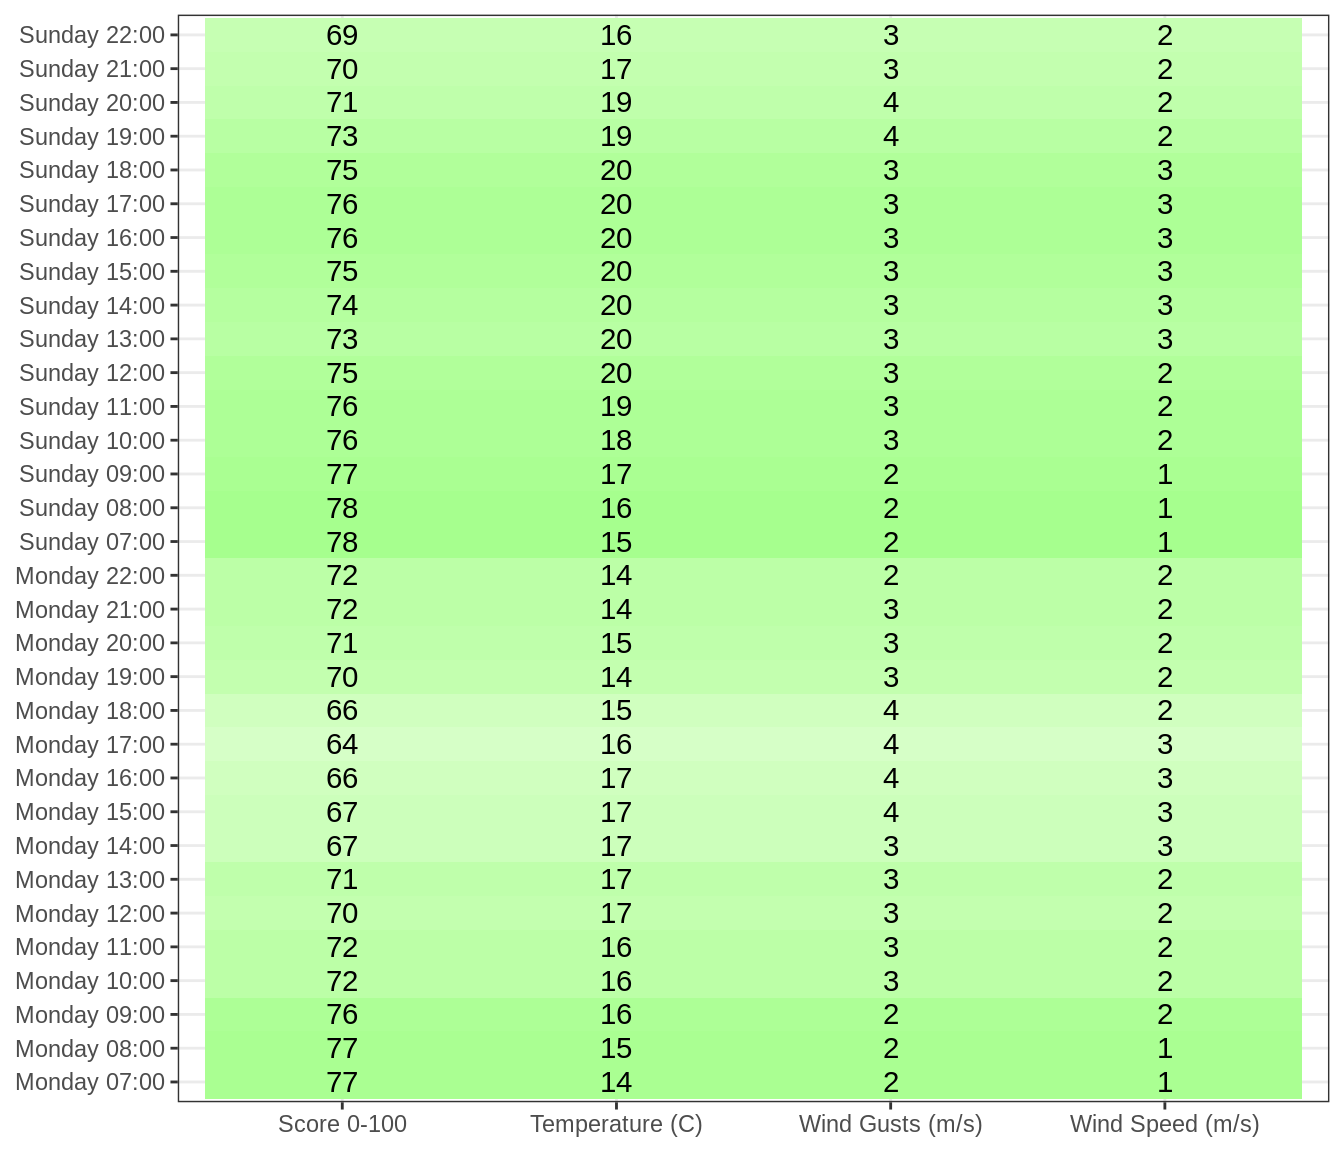 Sunday 22:00 69 16 3 2
Sunday 21:00 70 17 3 2
Sunday 20:00 71 19 4 2
Sunday 19:00 73 19 4 2
Sunday 18:00 75 20 3 3
Sunday 17:00 76 20 3 3
Sunday 16:00 76 20 3 3
Sunday 15:00 75 20 3 3
Sunday 14:00 74 20 3 3
Sunday 13:00 73 20 3 3
Sunday 12:00 75 20 3 2
Sunday 11:00 76 19 3 2
Sunday 10:00 76 18 3 2
Sunday 09:00 77 17 2 1
Sunday 08:00 78 16 2 1
Sunday 07:00 78 15 2 1
Monday 22:00 72 14 2 2
Monday 21:00 72 14 3 2
Monday 20:00 71 15 3 2
Monday 19:00 70 14 3 2
Monday 18:00 66 15 4 2
Monday 17:00 64 16 4 3
Monday 16:00 66 17 4 3
Monday 15:00 67 17 4 3
Monday 14:00 67 17 3 3
Monday 13:00 71 17 3 2
Monday 12:00 70 17 3 2
Monday 11:00 72 16 3 2
Monday 10:00 72 16 3 2
Monday 09:00 76 16 2 2
Monday 08:00 77 15 2 1
Monday 07:00 77 14 2 1
Score 0-100 Temperature (C) Wind Gusts (m/s) Wind Speed (m/s)